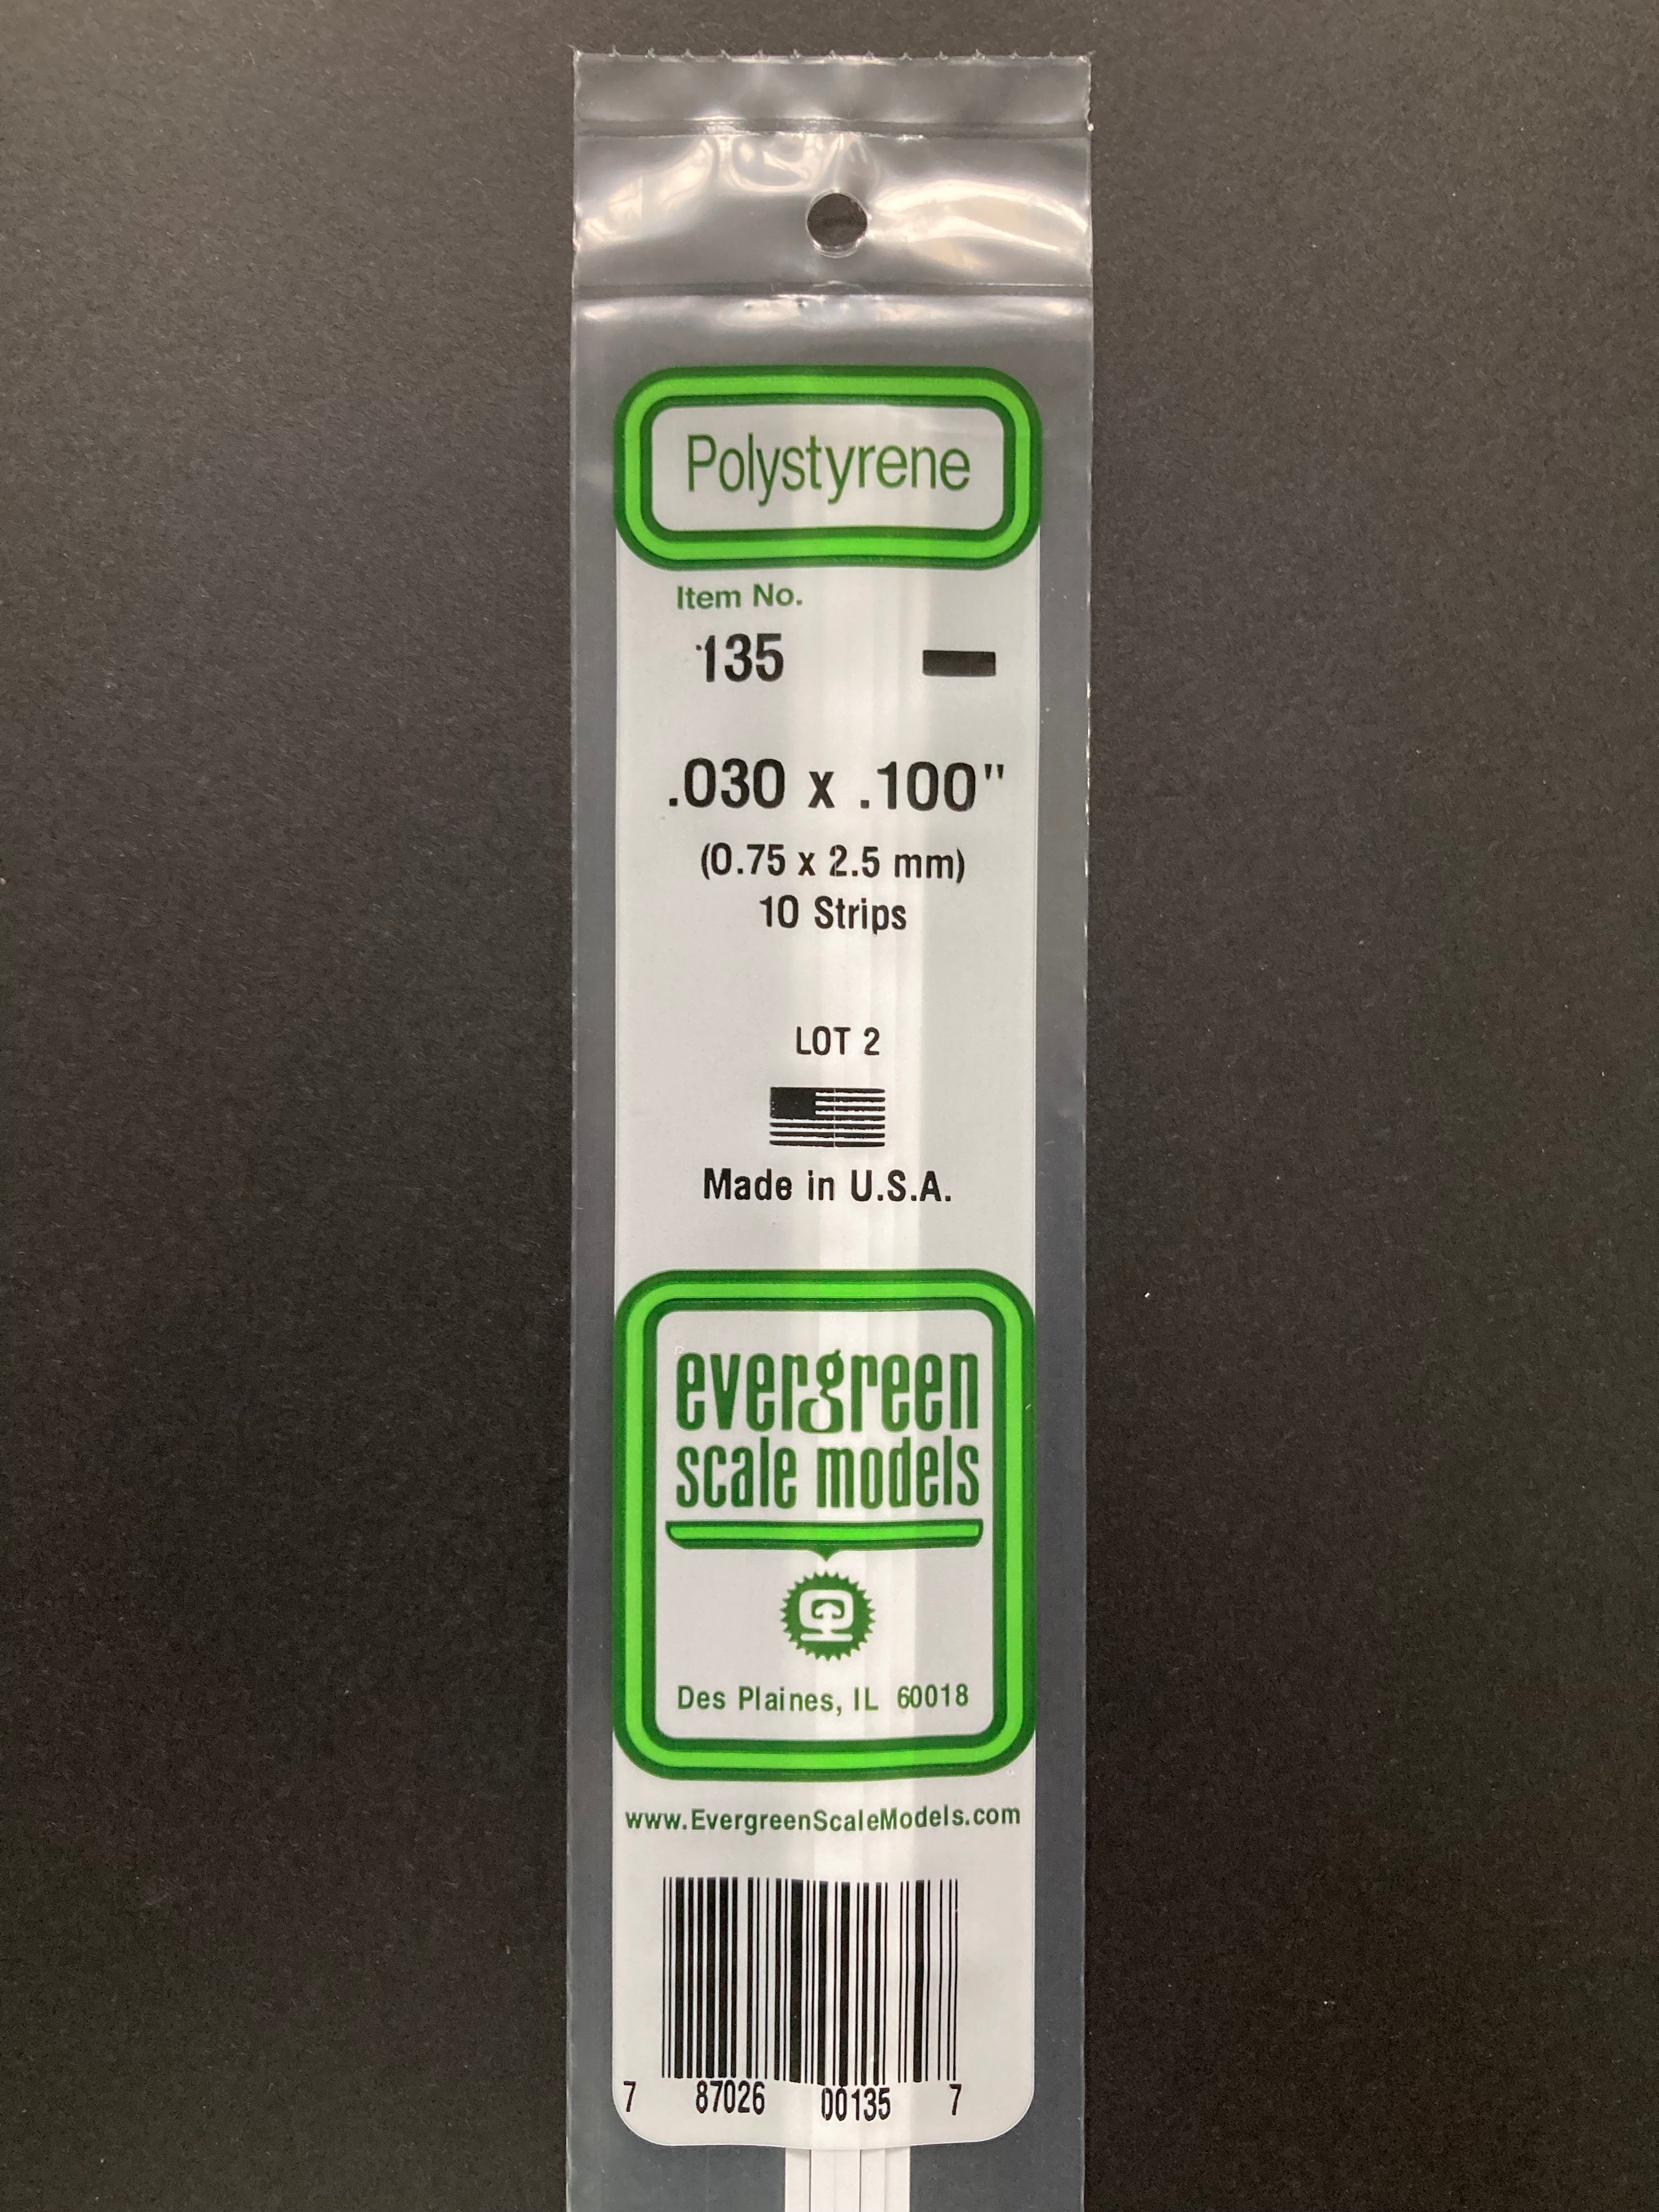 Polystyrene
Item No.
135
.030 x .100"
(0.75 x 2.5 mm)
10 Strips
LOT 2
Made in U.S.A.
evergreen
scale models
Des Plaines, IL 60018
www.EvergreenScaleModels.com
7 87026 00135 7